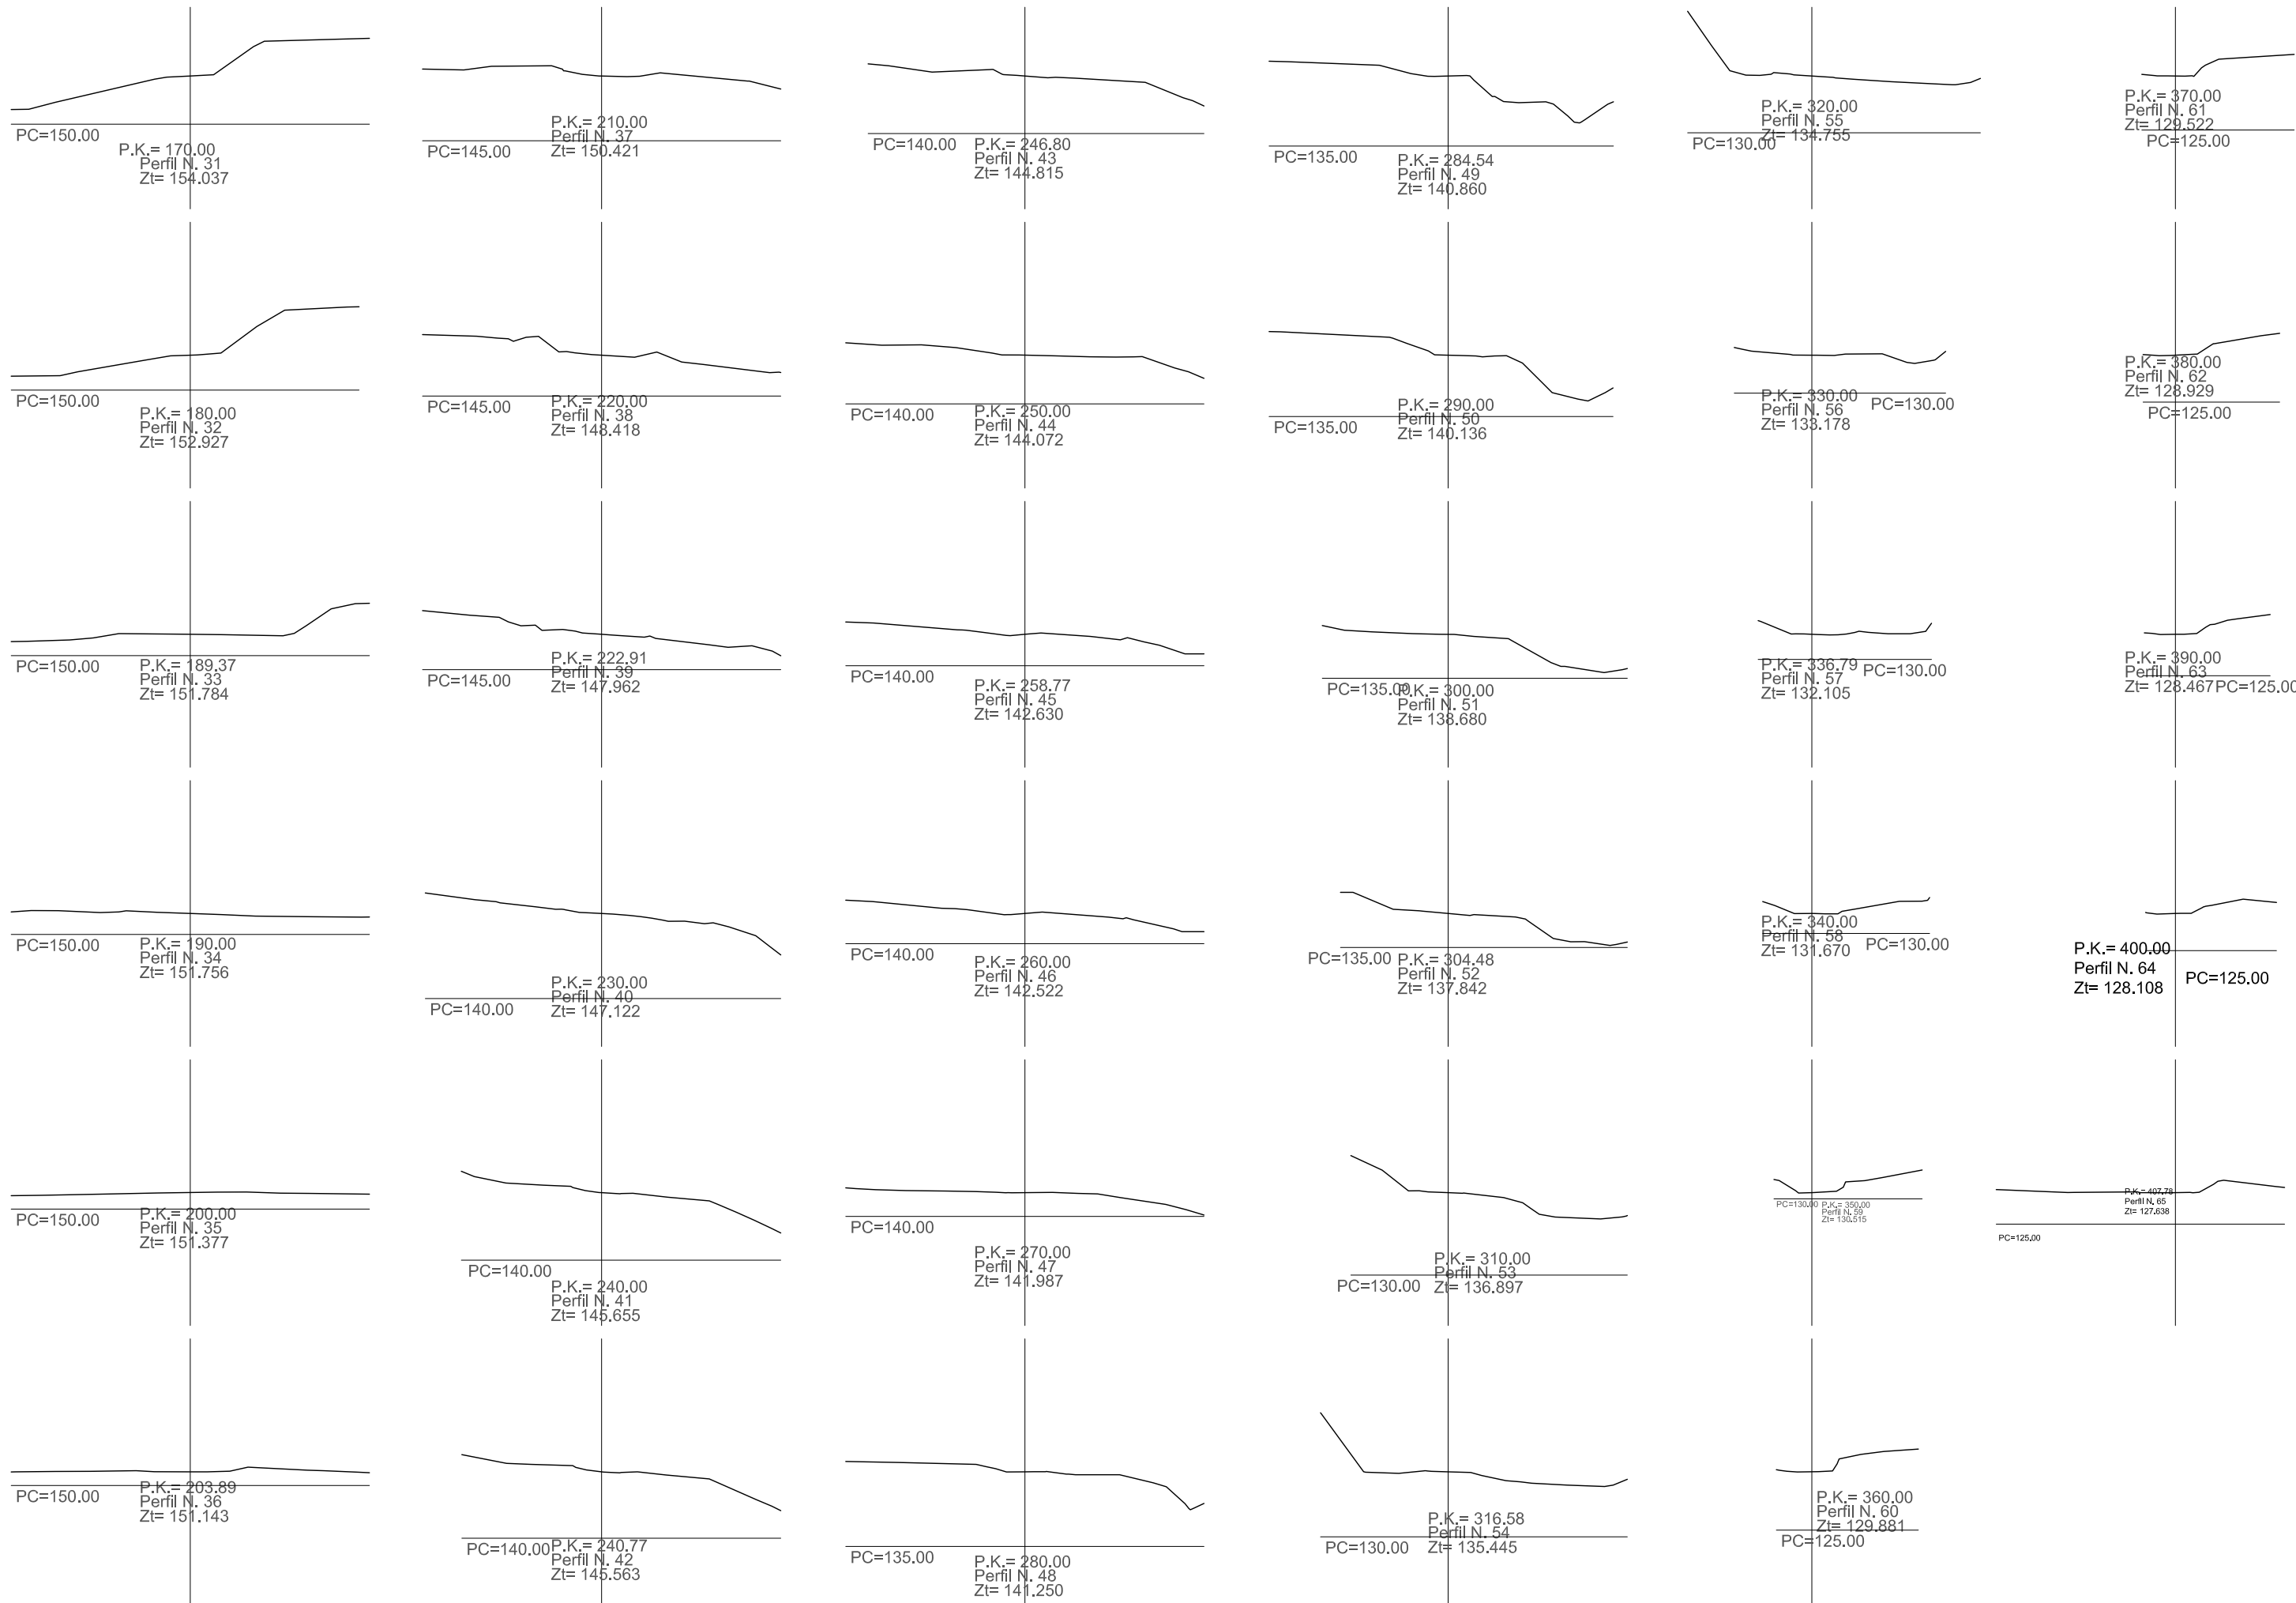 PC=150.00
P.K.= 170.00
Perfil N. 31
Zt= 154.037
PC=150.00
P.K.= 180.00
Perfil N. 32
Zt= 152.927
PC=150.00
P.K.= 189.37
Perfil N. 33
Zt= 151.784
PC=150.00
P.K.= 190.00
Perfil N. 34
Zt= 151.756
PC=150.00
P.K.= 200.00
Perfil N. 35
Zt= 151.377
PC=150.00
P.K.= 203.89
Perfil N. 36
Zt= 151.143
PC=145.00
P.K.= 210.00
Perfil N. 37
Zt= 150.421
PC=145.00
P.K.= 220.00
Perfil N. 38
Zt= 148.418
PC=145.00
P.K.= 222.91
Perfil N. 39
Zt= 147.962
PC=140.00
P.K.= 230.00
Perfil N. 40
Zt= 147.122
PC=140.00
P.K.= 240.00
Perfil N. 41
Zt= 145.655
PC=140.00
P.K.= 240.77
Perfil N. 42
Zt= 145.563
PC=140.00
P.K.= 246.80
Perfil N. 43
Zt= 144.815
PC=140.00
P.K.= 250.00
Perfil N. 44
Zt= 144.072
PC=140.00
P.K.= 258.77
Perfil N. 45
Zt= 142.630
PC=140.00
P.K.= 260.00
Perfil N. 46
Zt= 142.522
PC=140.00
P.K.= 270.00
Perfil N. 47
Zt= 141.987
PC=135.00
P.K.= 280.00
Perfil N. 48
Zt= 141.250
PC=135.00
P.K.= 284.54
Perfil N. 49
Zt= 140.860
PC=135.00
P.K.= 290.00
Perfil N. 50
Zt= 140.136
PC=135.00
P.K.= 300.00
Perfil N. 51
Zt= 138.680
PC=135.00
P.K.= 304.48
Perfil N. 52
Zt= 137.842
PC=130.00
P.K.= 310.00
Perfil N. 53
Zt= 136.897
PC=130.00
P.K.= 316.58
Perfil N. 54
Zt= 135.445
PC=130.00
P.K.= 320.00
Perfil N. 55
Zt= 134.755
P.K.= 330.00
Perfil N. 56
Zt= 133.178
PC=130.00
P.K.= 336.79
Perfil N. 57
Zt= 132.105
PC=130.00
P.K.= 340.00
Perfil N. 58
Zt= 131.670
PC=130.00
PC=130.00
P.K.= 350.00
Perfil N. 59
Zt= 130.515
P.K.= 360.00
Perfil N. 60
Zt= 129.881
PC=125.00
P.K.= 370.00
Perfil N. 61
Zt= 129.522
PC=125.00
P.K.= 380.00
Perfil N. 62
Zt= 128.929
PC=125.00
P.K.= 390.00
Perfil N. 63
Zt= 128.467
PC=125.00
P.K.= 400.00
Perfil N. 64
Zt= 128.108
PC=125.00
P.K.= 407.78
Perfil N. 65
Zt= 127.638
PC=125.00